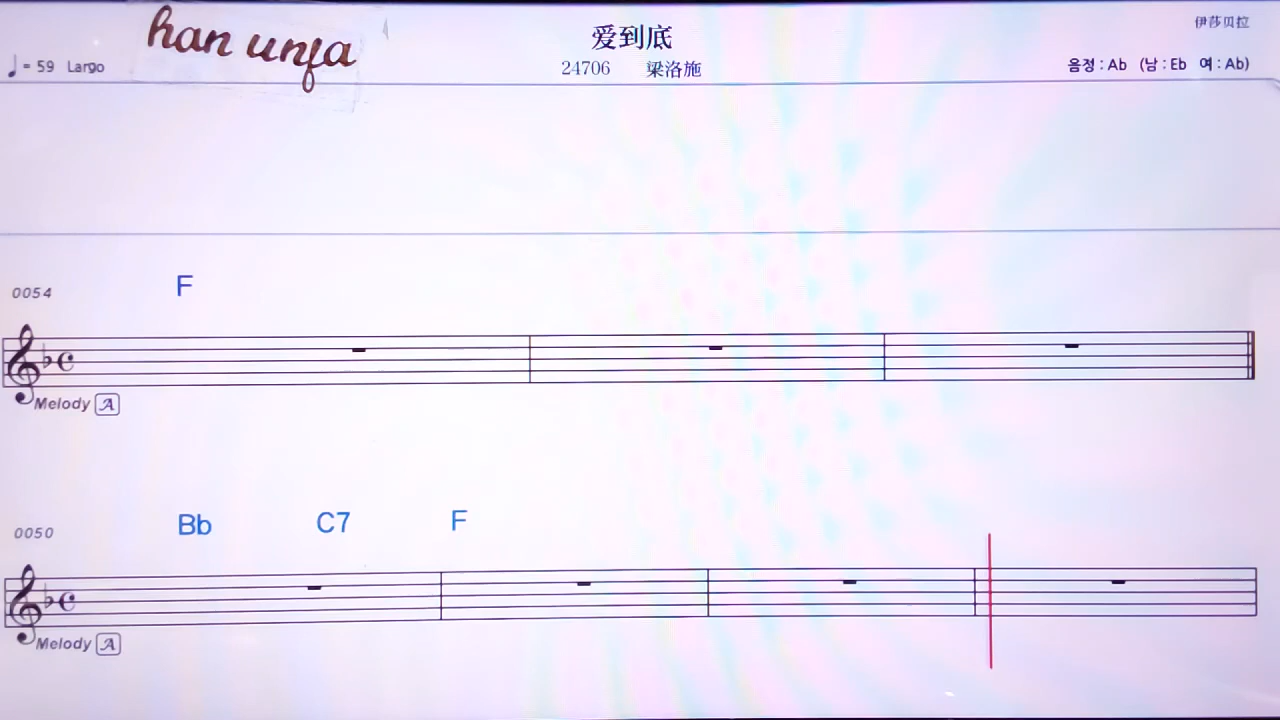 han unfa
爱到底
伊莎贝拉
♩= 59 Largo
24706 梁洛施
음정 : Ab (남 : Eb 여 : Ab)
0054
F
Melody A
0050
Bb C7 F
Melody A